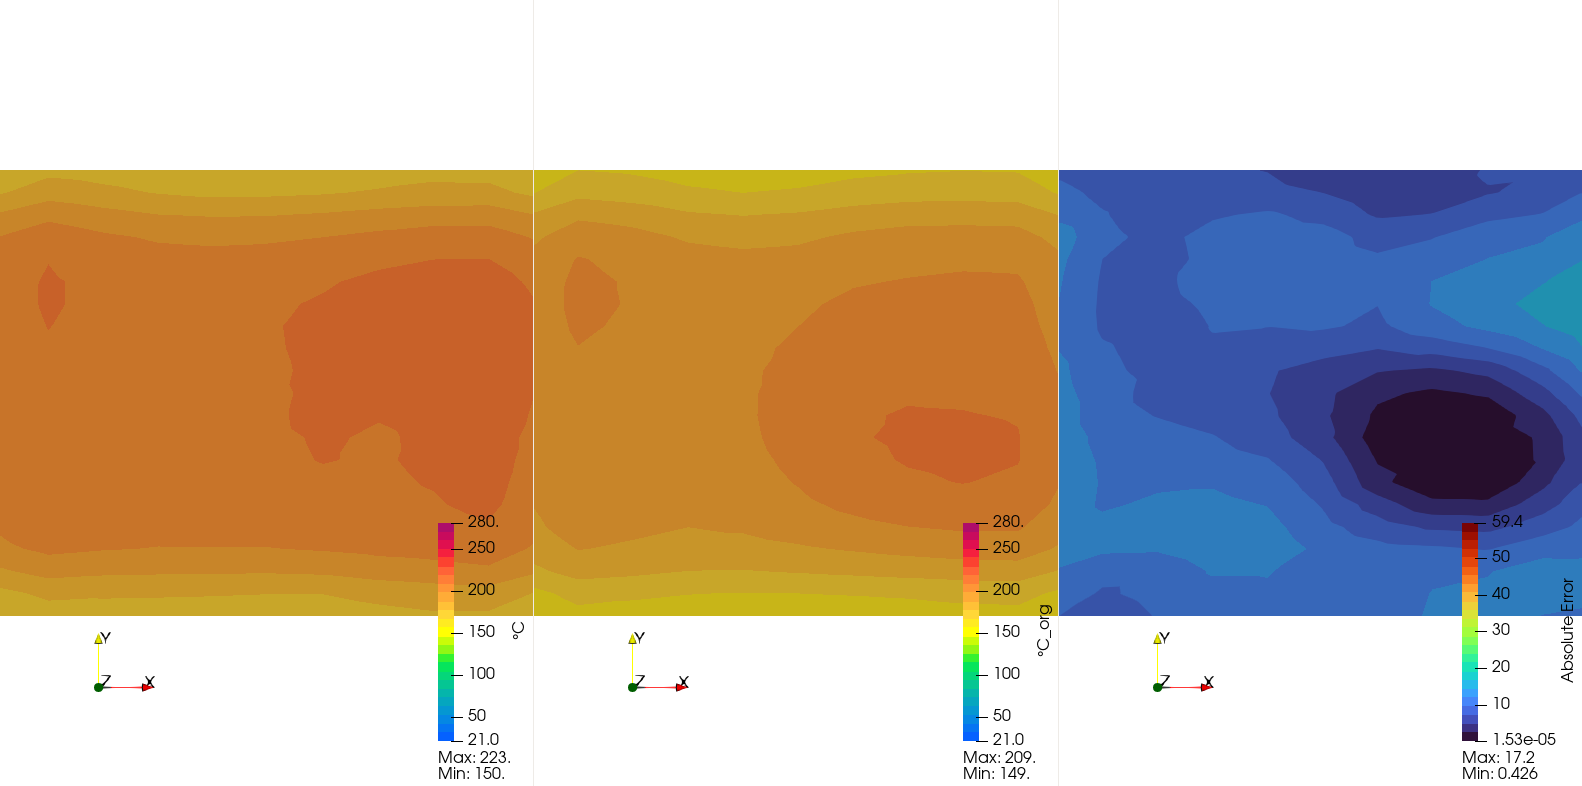 280.
250
200
150
100
50
21.0
°C
Max: 223.
Min: 150.
Y
Z
X
280.
250
200
150
100
50
21.0
°C_org
Max: 209.
Min: 149.
Y
Z
X
59.4
50
40
30
20
10
1.53e-05
Absolute Error
Max: 17.2
Min: 0.426
Y
Z
X